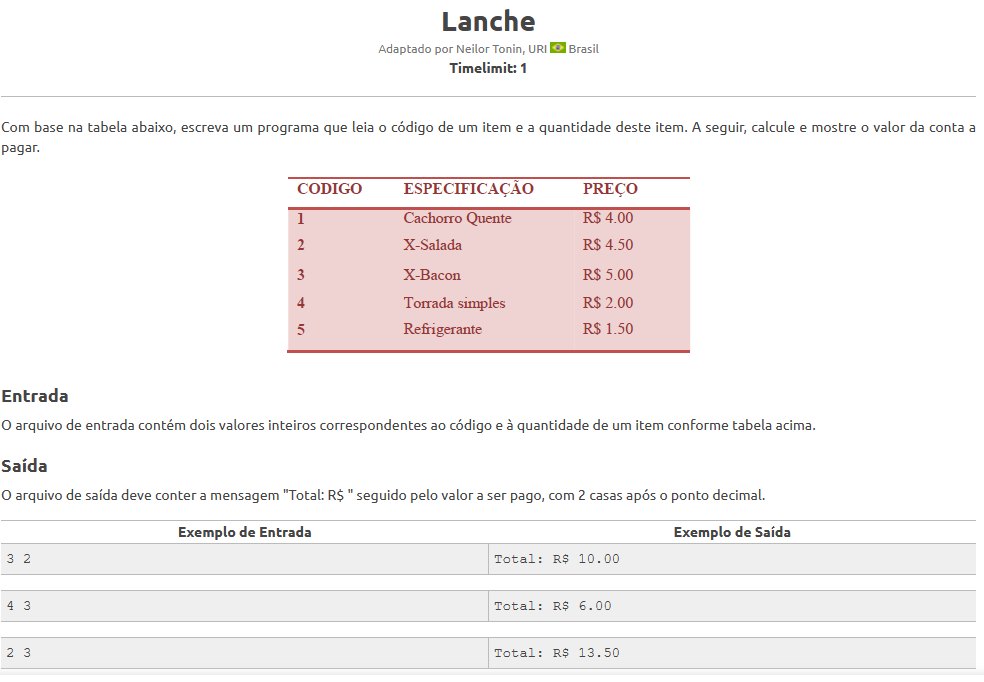 Lanche
Adaptado por Neilor Tonin, URI Brasil
Timelimit: 1
Com base na tabela abaixo, escreva um programa que leia o código de um item e a quantidade deste item. A seguir, calcule e mostre o valor da conta a
pagar.
CODIGO ESPECIFICAÇÃO PREÇO
1 Cachorro Quente R$ 4.00
2 X-Salada R$ 4.50
3 X-Bacon R$ 5.00
4 Torrada simples R$ 2.00
5 Refrigerante R$ 1.50
Entrada
O arquivo de entrada contém dois valores inteiros correspondentes ao código e à quantidade de um item conforme tabela acima.
Saída
O arquivo de saída deve conter a mensagem "Total: R$ " seguido pelo valor a ser pago, com 2 casas após o ponto decimal.
Exemplo de Entrada Exemplo de Saída
3 2 Total: R$ 10.00
4 3 Total: R$ 6.00
2 3 Total: R$ 13.50